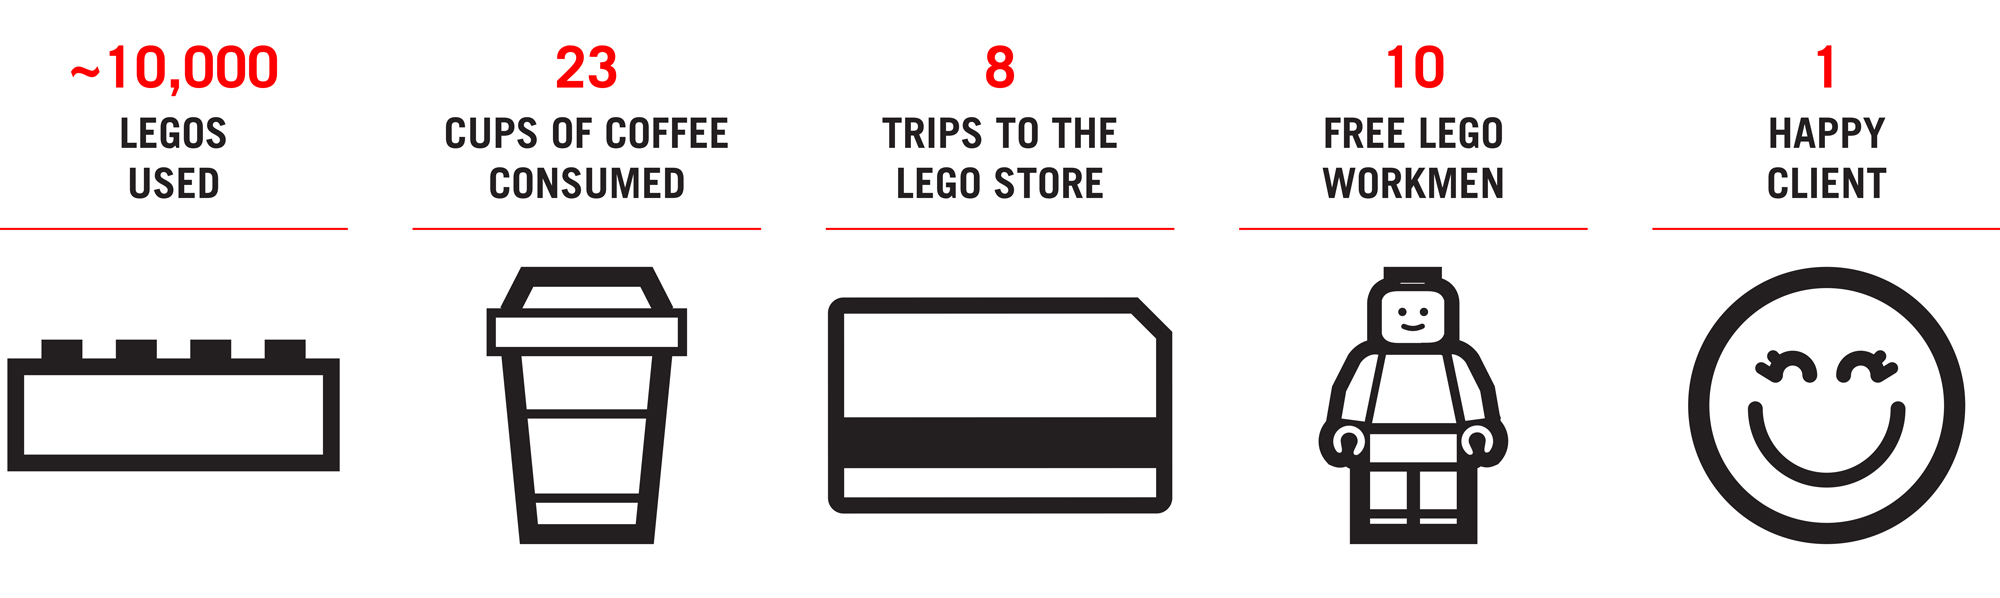 ~10,000
LEGOS
USED
23
CUPS OF COFFEE
CONSUMED
8
TRIPS TO THE
LEGO STORE
10
FREE LEGO
WORKMEN
1
HAPPY
CLIENT